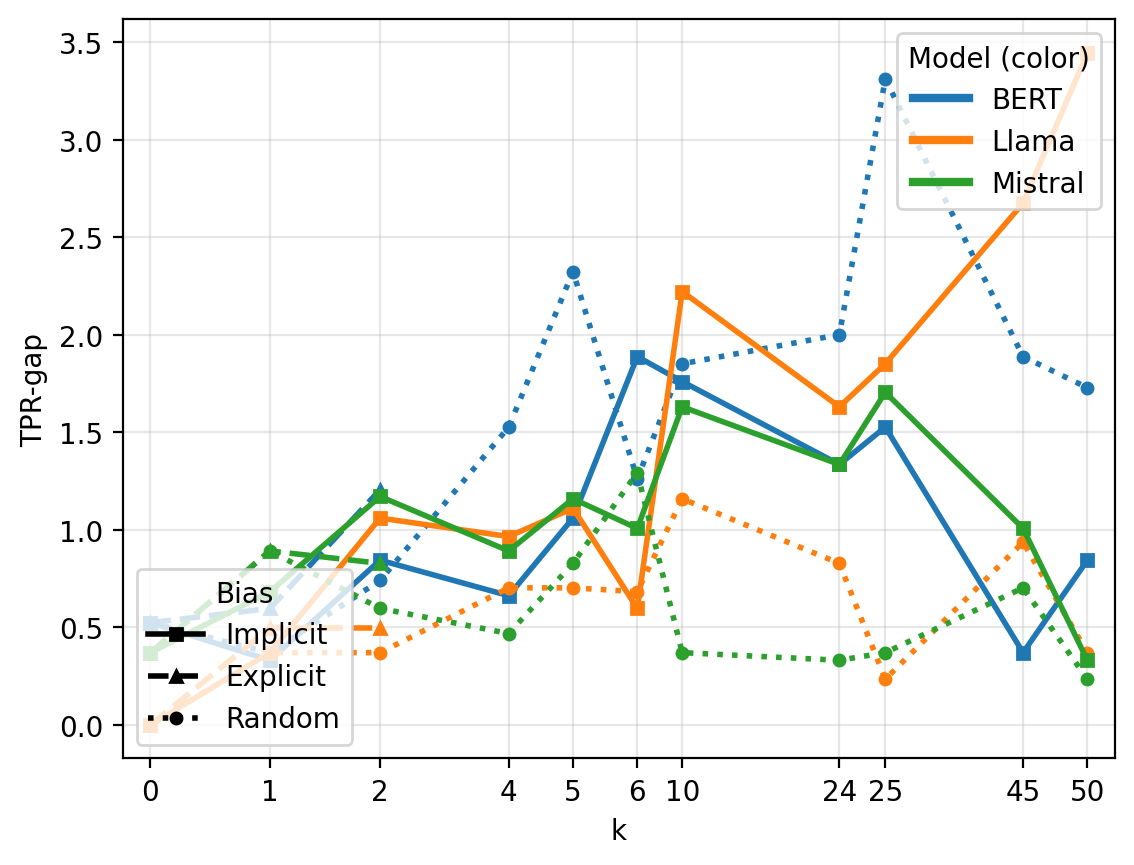 3.5
3.0
2.5
2.0
1.5
1.0
0.5
0.0
TPR-gap
Model (color)
BERT
Llama
Mistral
Bias
Implicit
Explicit
Random
0 1 2 4 5 6 10 24 25 45 50
k